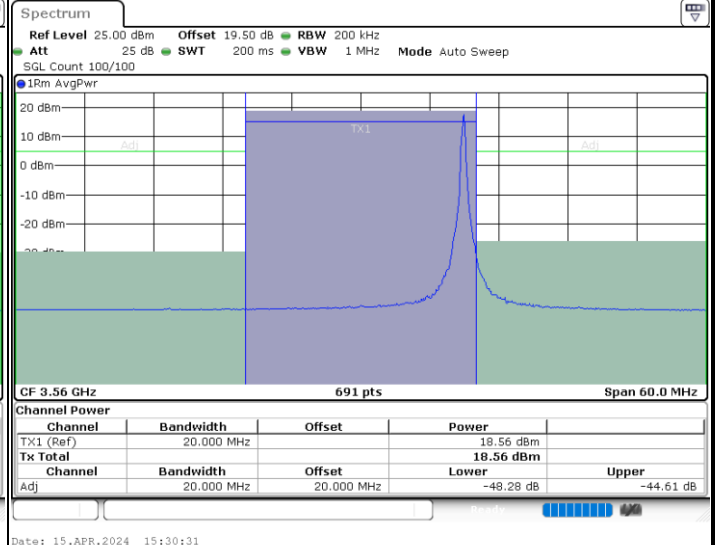 Spectrum
Ref Level 25.00 dBm Offset 19.50 dB RBW 200 kHz
Att 25 dB SWT 200 ms VBW 1 MHz Mode Auto Sweep
SGL Count 100/100
1Rm AvgPwr
20 dBm
TX1
10 dBm
Adj Adj
0 dBm
-10 dBm
-20 dBm
CF 3.56 GHz 691 pts Span 60.0 MHz
Channel Power
Channel Bandwidth Offset Power
TX1 (Ref) 20.000 MHz 18.56 dBm
Tx Total 18.56 dBm
Channel Bandwidth Offset Lower Upper
Adj 20.000 MHz 20.000 MHz -48.28 dB -44.61 dB
Ready
Date: 15.APR.2024 15:30:31